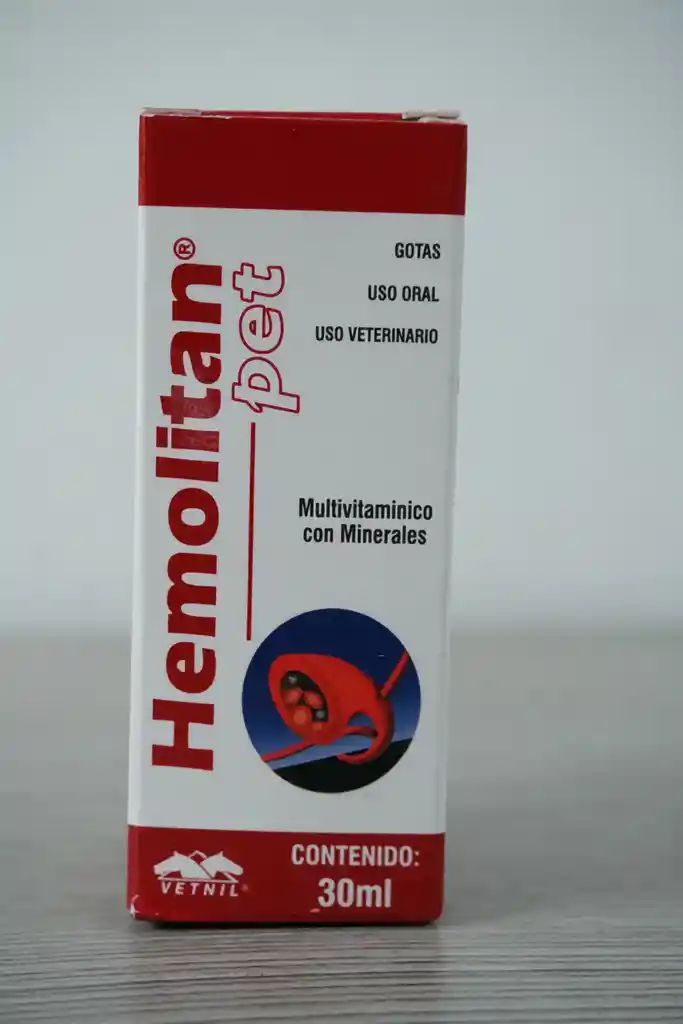 Hemolitan®
pet
GOTAS
USO ORAL
USO VETERINARIO
Multivitaminico
con Minerales
VETNIL®
CONTENIDO:
30ml